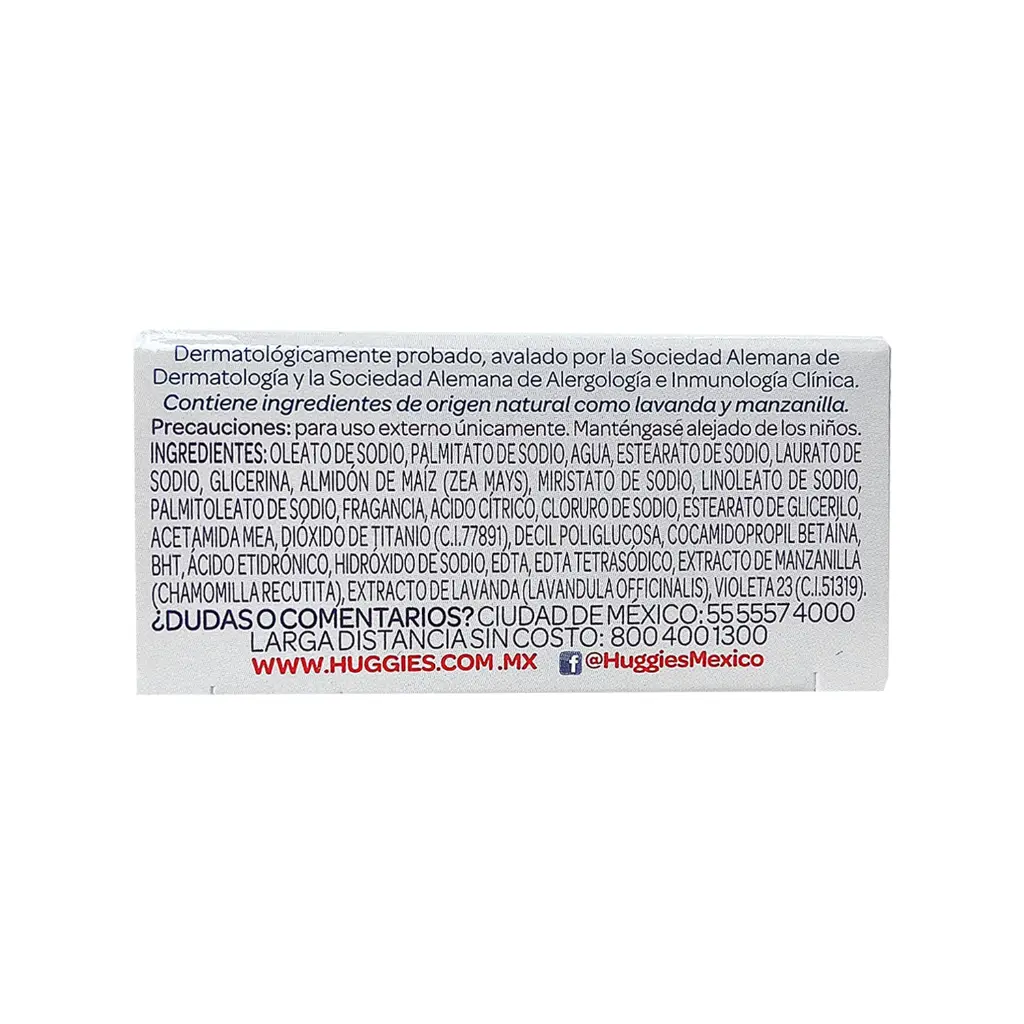 Dermatológicamente probado, avalado por la Sociedad Alemana de
Dermatología y la Sociedad Alemana de Alergología e Inmunología Clínica.
Contiene ingredientes de origen natural como lavanda y manzanilla.
Precauciones: para uso externo únicamente. Manténgasé alejado de los niños.
INGREDIENTES: OLEATO DE SODIO, PALMITATO DE SODIO, AGUA, ESTEARATO DE SODIO, LAURATO DE
SODIO, GLICERINA, ALMIDÓN DE MAÍZ (ZEA MAYS), MIRISTATO DE SODIO, LINOLEATO DE SODIO,
PALMITOLEATO DE SODIO, FRAGANCIA, ACIDO CÍTRICO, CLORURO DE SODIO, ESTEARATO DE GLICERILO,
ACETAMIDA MEA, DIÓXIDO DE TITANIO (C.I.77891), DECIL POLIGLUCOSA, COCAMIDOPROPIL BETAÍNA,
BHT, ÁCIDO ETIDRÓNICO, HIDRÓXIDO DE SODIO, EDTA, EDTA TETRASÓDICO, EXTRACTO DE MANZANILLA
(CHAMOMILLA RECUTITA), EXTRACTO DE LAVANDA (LAVANDULA OFFICINALIS), VIOLETA 23 (C.I.51319).
¿DUDAS O COMENTARIOS? CIUDAD DE MÉXICO: 55 5557 4000
LARGA DISTANCIA SIN COSTO: 800 400 1300
WWW.HUGGIES.COM.MX f @HuggiesMexico